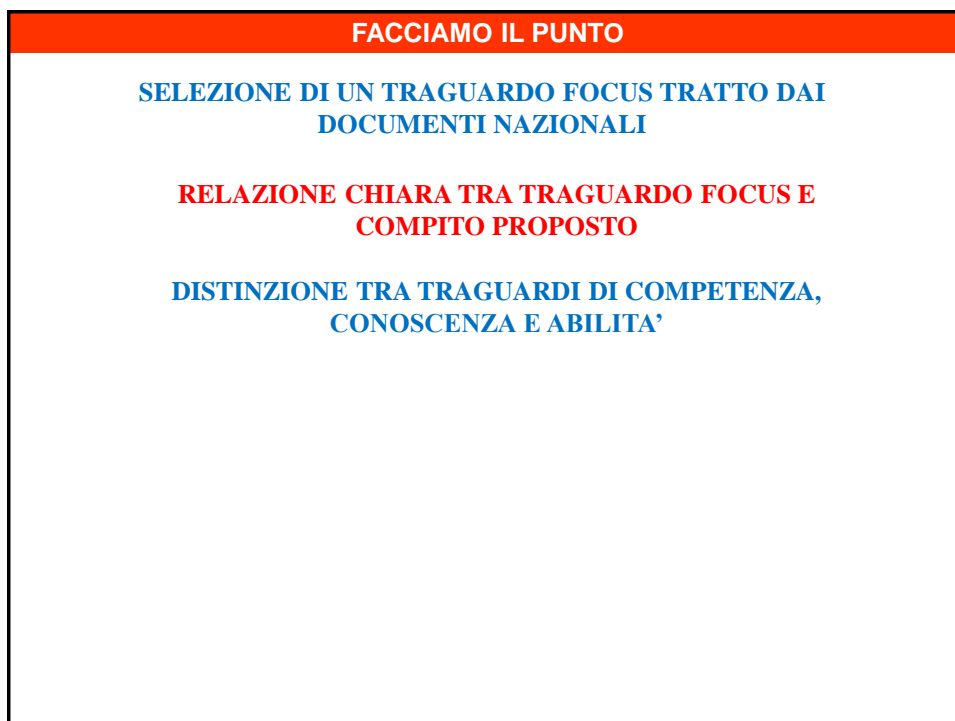 FACCIAMO IL PUNTO
SELEZIONE DI UN TRAGUARDO FOCUS TRATTO DAI
DOCUMENTI NAZIONALI
RELAZIONE CHIARA TRA TRAGUARDO FOCUS E
COMPITO PROPOSTO
DISTINZIONE TRA TRAGUARDI DI COMPETENZA,
CONOSCENZA E ABILITA’